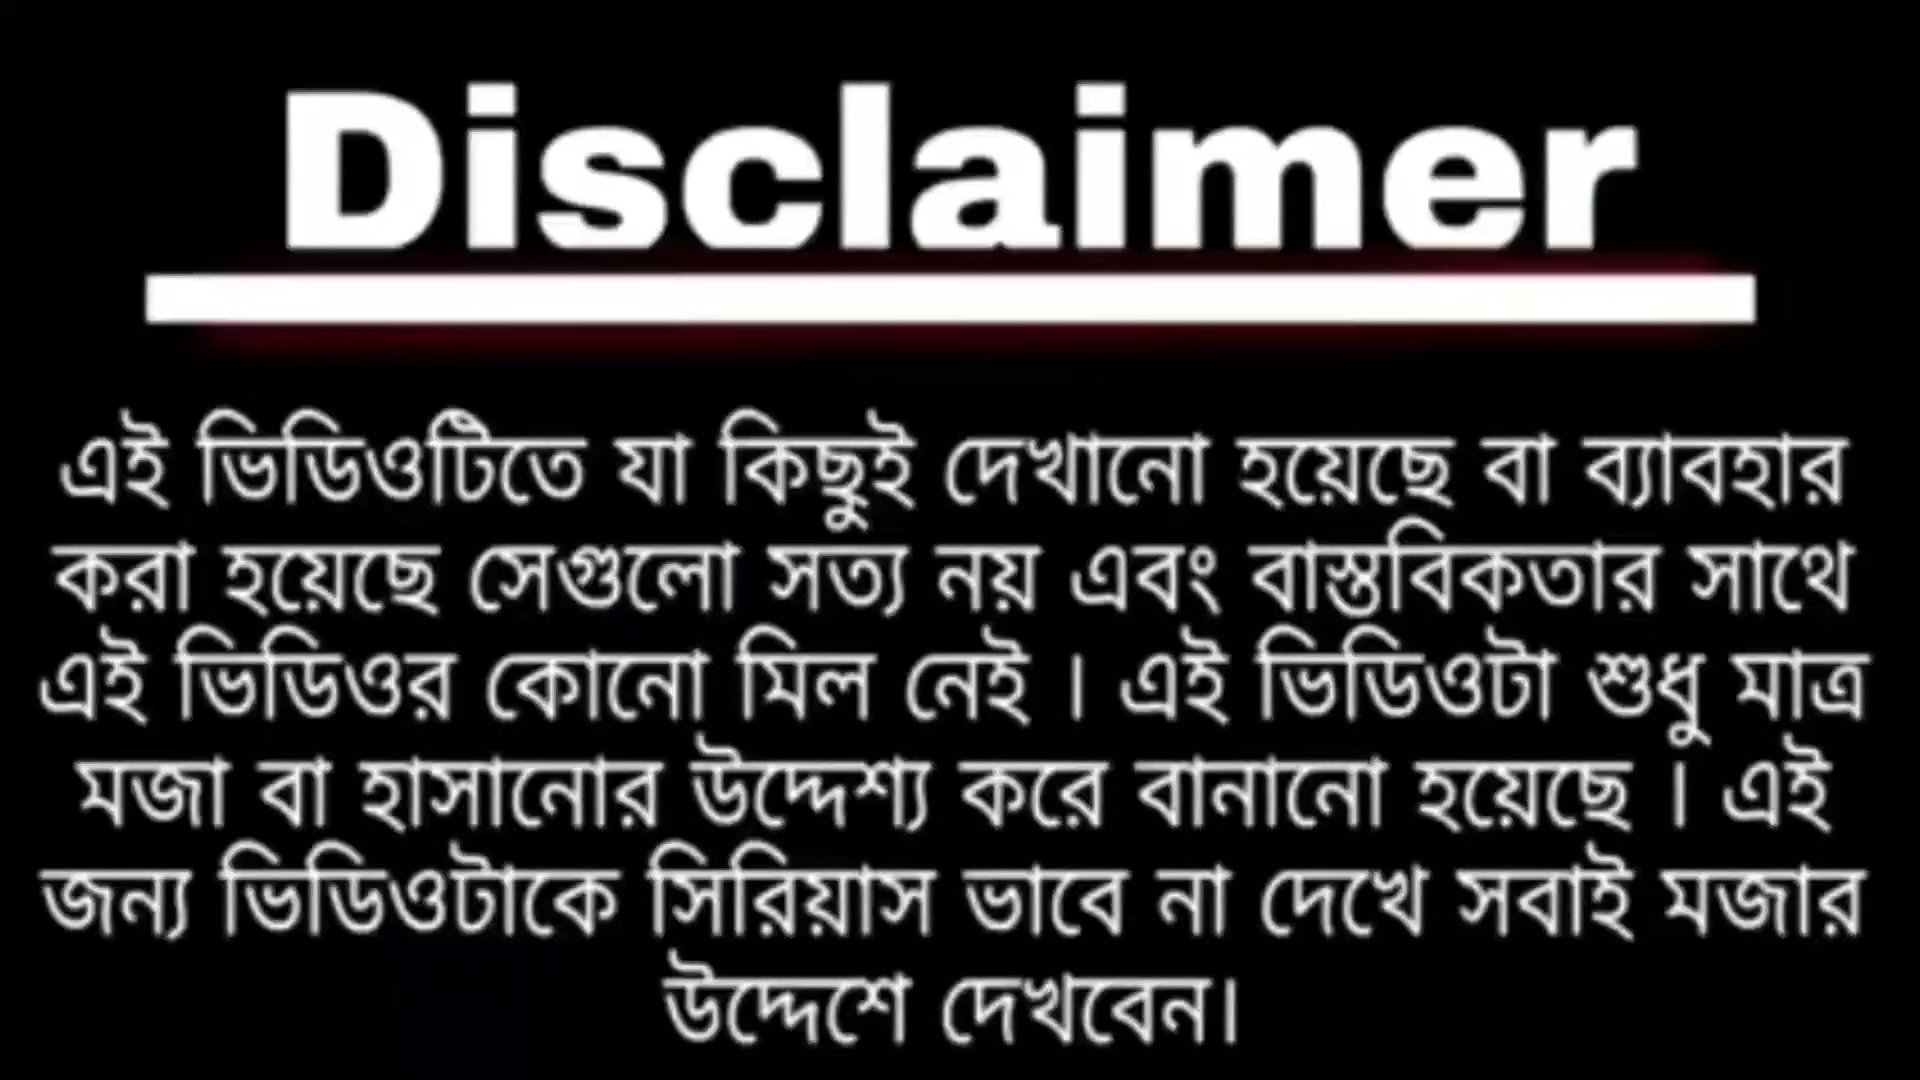 Disclaimer
এই ভিডিওটিতে যা কিছুই দেখানো হয়েছে বা ব্যাবহার
করা হয়েছে সেগুলো সত্য নয় এবং বাস্তবিকতার সাথে
এই ভিডিওর কোনো মিল নেই । এই ভিডিওটা শুধু মাত্র
মজা বা হাসানোর উদ্দেশ্য করে বানানো হয়েছে । এই
জন্য ভিডিওটাকে সিরিয়াস ভাবে না দেখে সবাই মজার
উদ্দেশে দেখবেন।